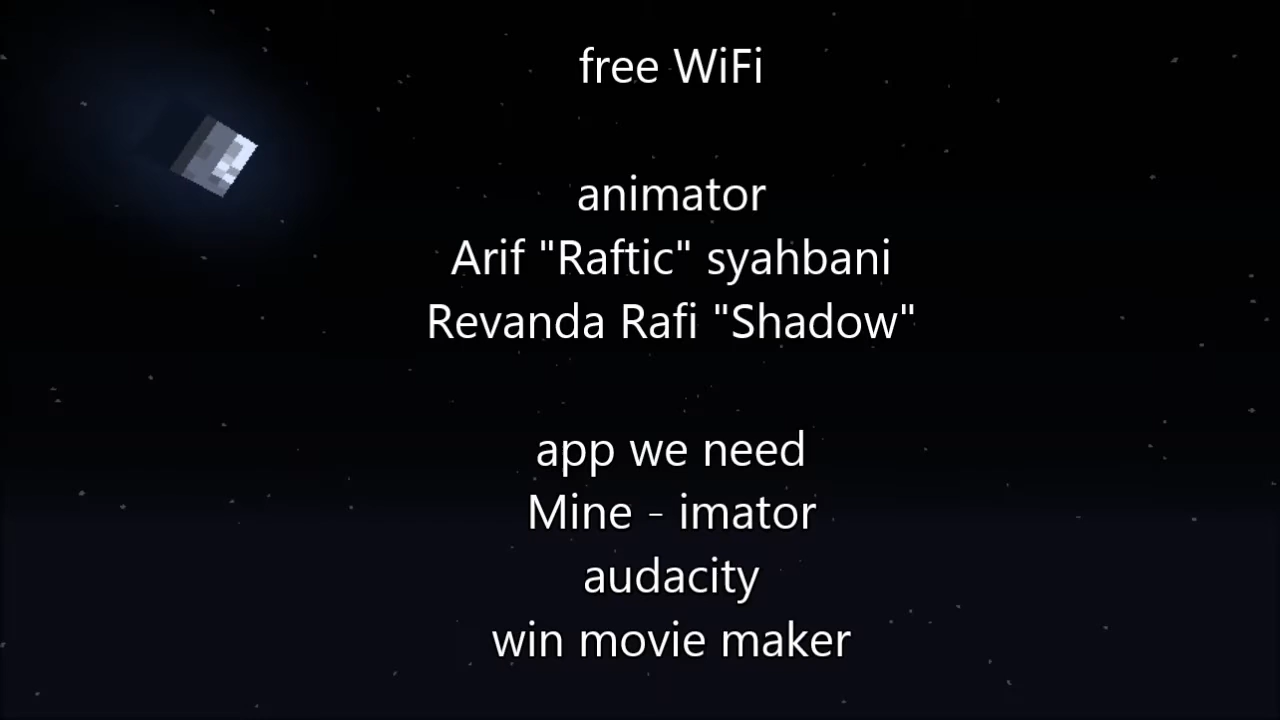 free WiFi
animator
Arif "Raftic" syahbani
Revanda Rafi "Shadow"
app we need
Mine - imator
audacity
win movie maker